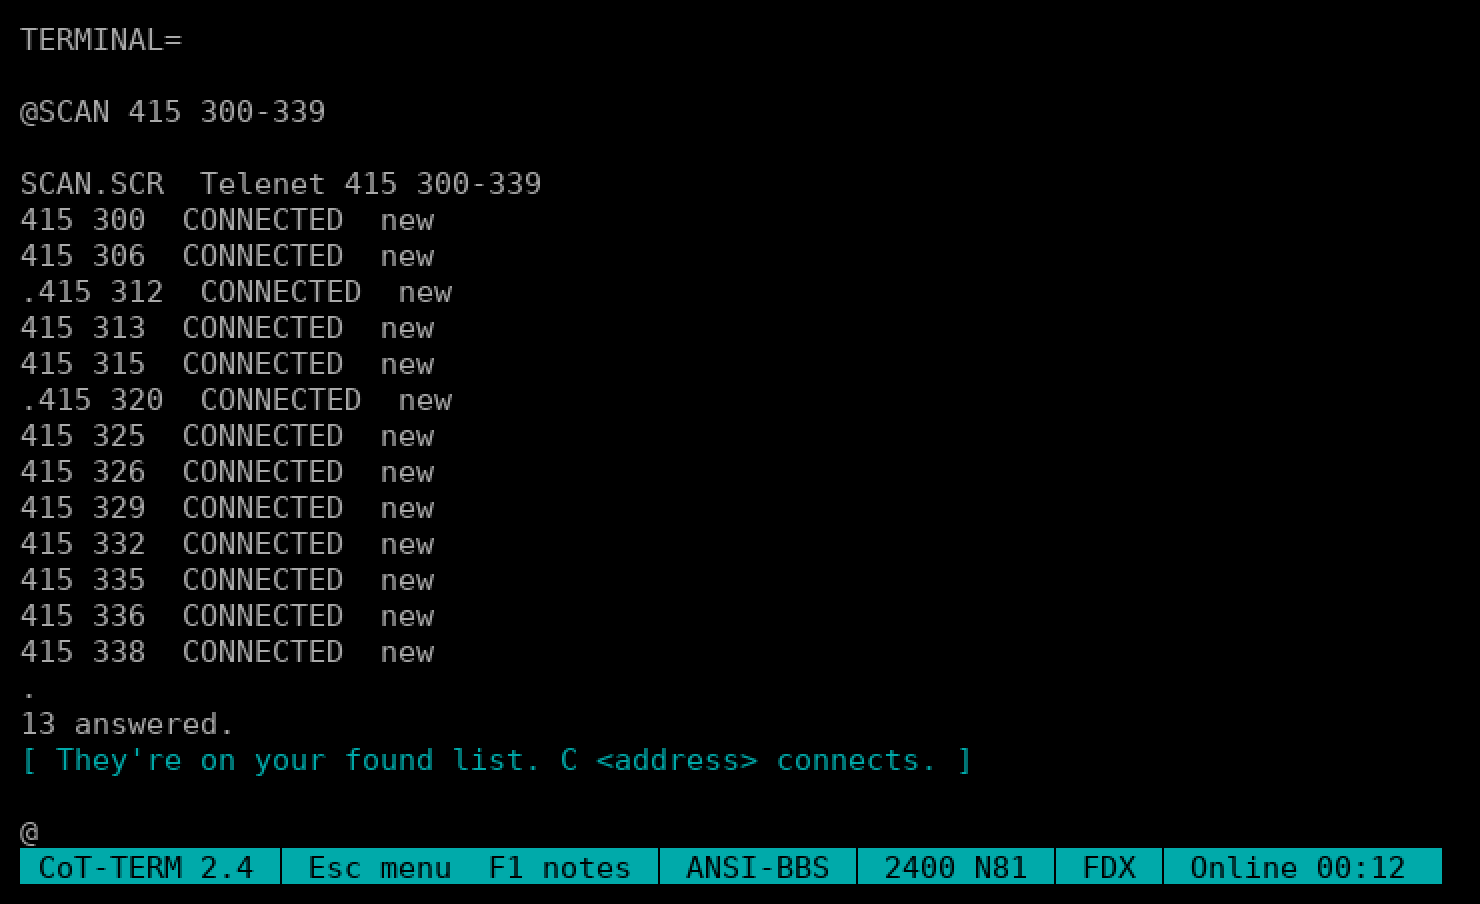 TERMINAL=
@SCAN 415 300-339
SCAN.SCR  Telenet 415 300-339
415 300  CONNECTED  new
415 306  CONNECTED  new
.415 312  CONNECTED  new
415 313  CONNECTED  new
415 315  CONNECTED  new
.415 320  CONNECTED  new
415 325  CONNECTED  new
415 326  CONNECTED  new
415 329  CONNECTED  new
415 332  CONNECTED  new
415 335  CONNECTED  new
415 336  CONNECTED  new
415 338  CONNECTED  new
.
13 answered.
[ They're on your found list. C <address> connects. ]
@
CoT-TERM 2.4 │ Esc menu  F1 notes │ ANSI-BBS │ 2400 N81 │ FDX │ Online 00:12